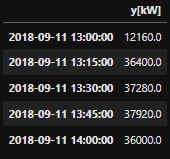 y[kW]
2018-09-11 13:00:00 12160.0
2018-09-11 13:15:00 36400.0
2018-09-11 13:30:00 37280.0
2018-09-11 13:45:00 37920.0
2018-09-11 14:00:00 36000.0